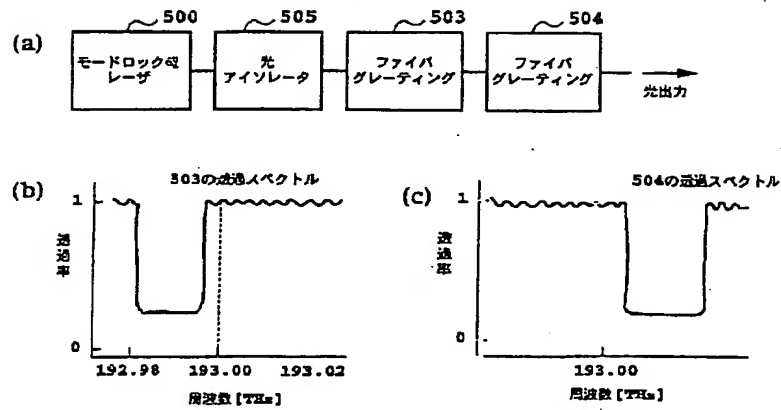 (a)
500
505
503
504
モードロック型
レーザ
光
アイソレータ
ファイバ
グレーティング
ファイバ
グレーティング
光出力
(b)
503の透過スペクトル
透過率
1
0
192.98
193.00
193.02
周波数[THz]
(c)
504の透過スペクトル
透過率
1
0
193.00
周波数[THz]